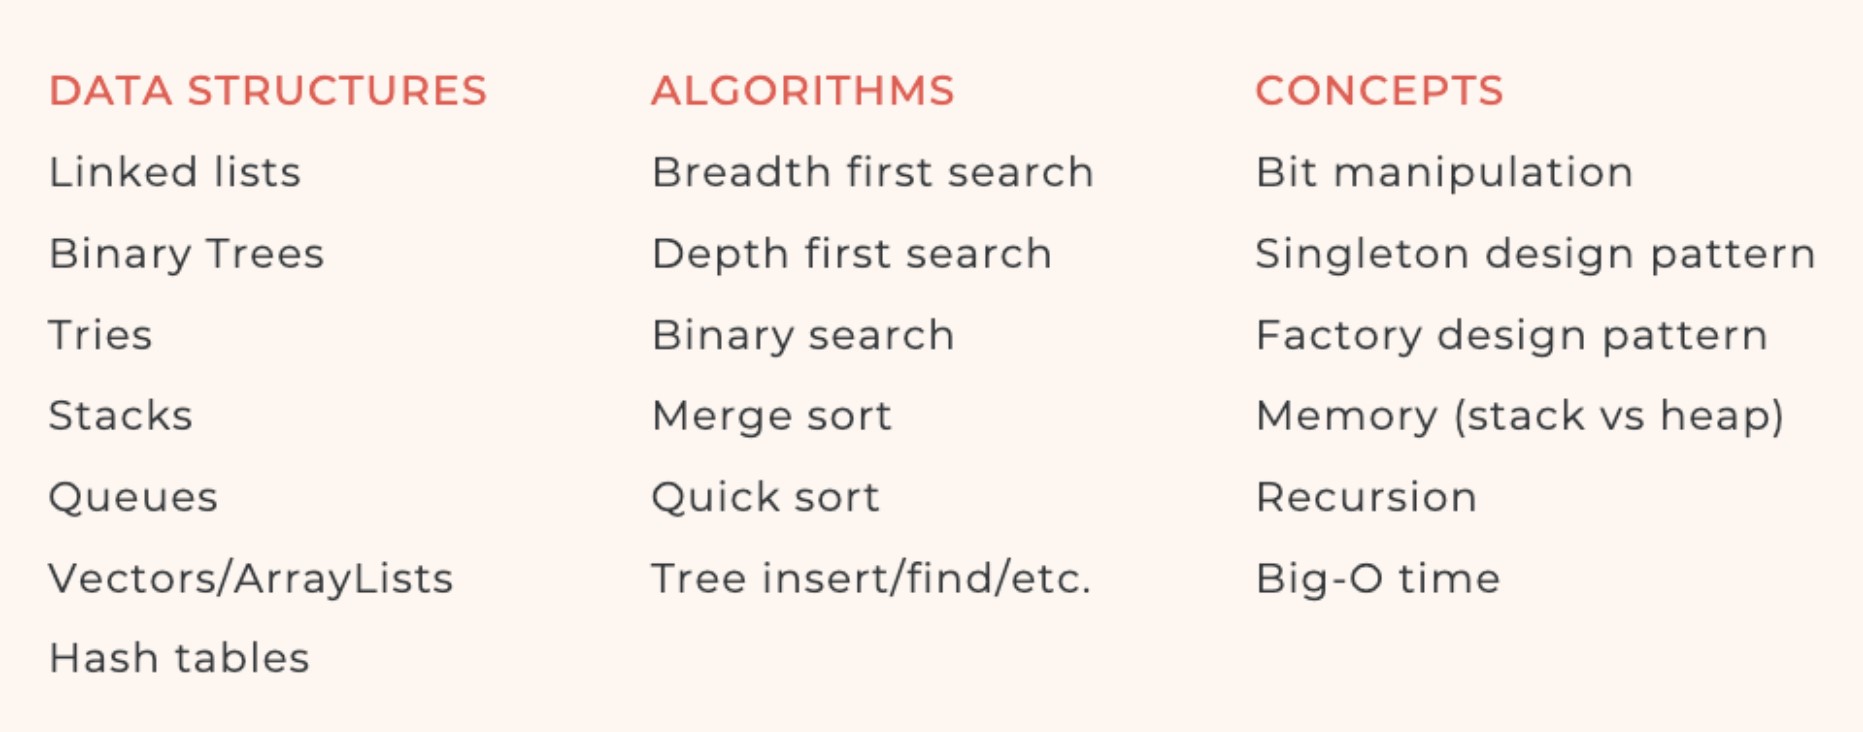 DATA STRUCTURES
Linked lists
Binary Trees
Tries
Stacks
Queues
Vectors/ArrayLists
Hash tables
ALGORITHMS
Breadth first search
Depth first search
Binary search
Merge sort
Quick sort
Tree insert/find/etc.
CONCEPTS
Bit manipulation
Singleton design pattern
Factory design pattern
Memory (stack vs heap)
Recursion
Big-O time